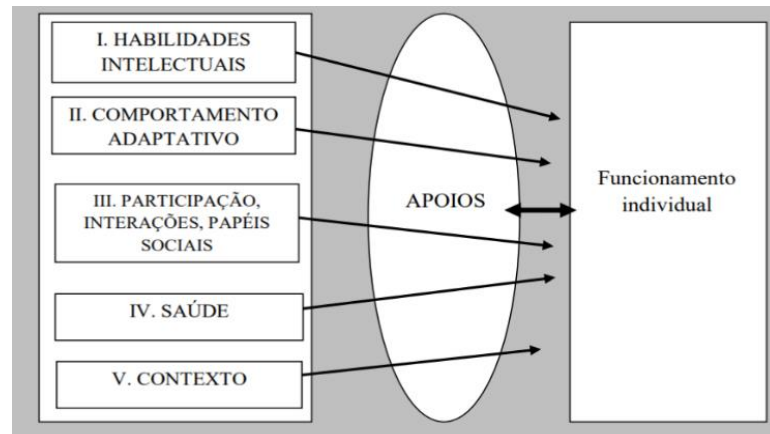 I. HABILIDADES
INTELECTUAIS
II. COMPORTAMENTO
ADAPTATIVO
III. PARTICIPAÇÃO,
INTERAÇÕES, PAPÉIS
SOCIAIS
IV. SAÚDE
V. CONTEXTO
APOIOS
Funcionamento
individual